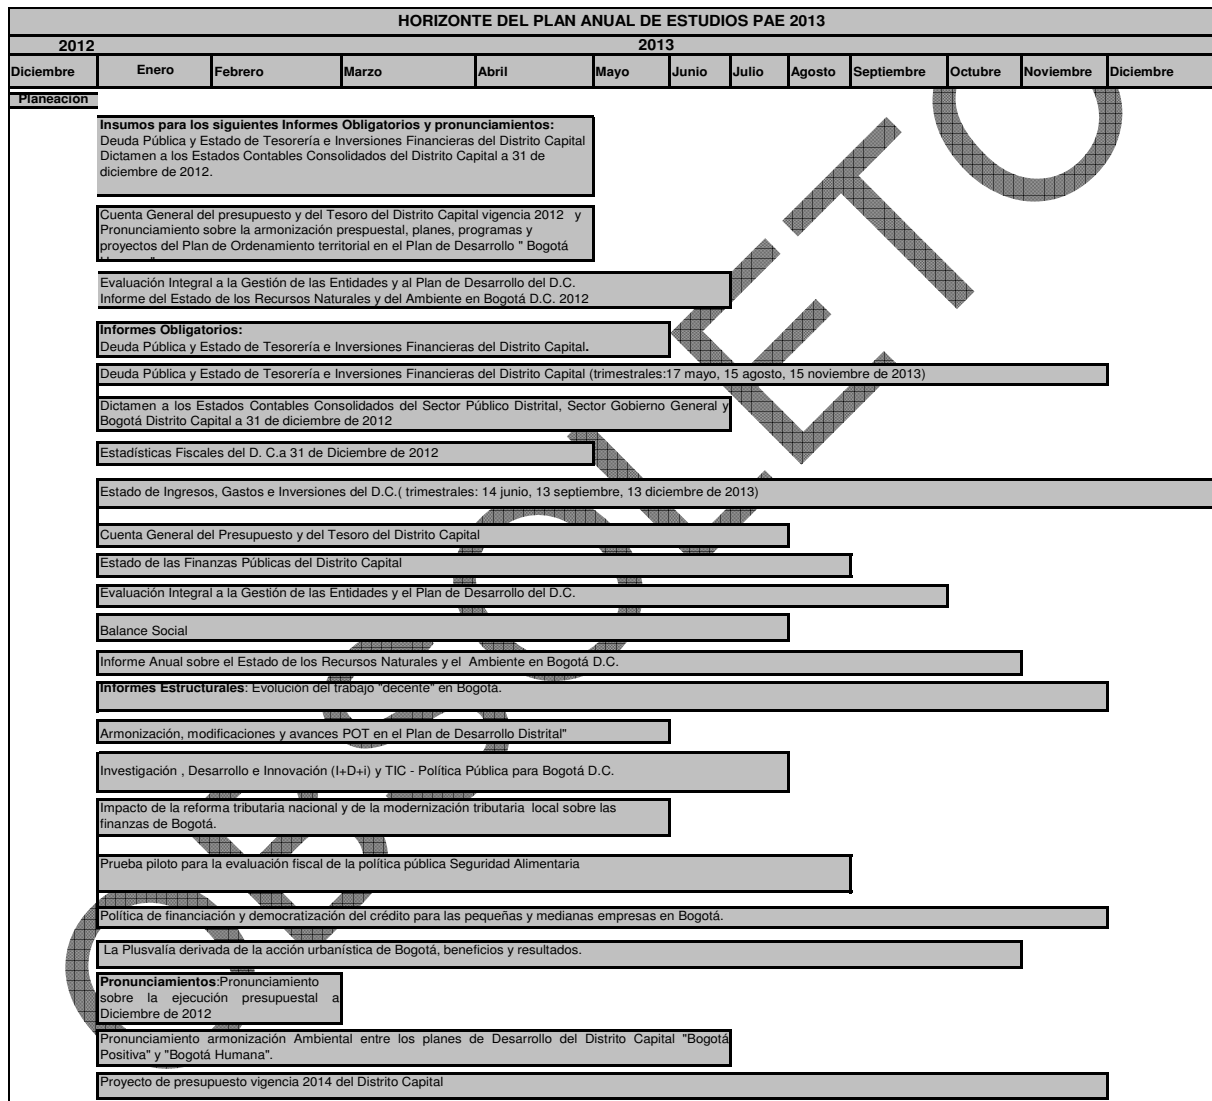 HORIZONTE DEL PLAN ANUAL DE ESTUDIOS PAE 2013
2012 2013
Diciembre Enero Febrero Marzo Abril Mayo Junio Julio Agosto Septiembre Octubre Noviembre Diciembre
Planeación
Insumos para los siguientes Informes Obligatorios y pronunciamientos:
Deuda Pública y Estado de Tesorería e Inversiones Financieras del Distrito Capital
Dictamen a los Estados Contables Consolidados del Distrito Capital a 31 de
diciembre de 2012.
Cuenta General del presupuesto y del Tesoro del Distrito Capital vigencia 2012 y
Pronunciamiento sobre la armonización prespuestal, planes, programas y
proyectos del Plan de Ordenamiento territorial en el Plan de Desarrollo " Bogotá
Evaluación Integral a la Gestión de las Entidades y al Plan de Desarrollo del D.C.
Informe del Estado de los Recursos Naturales y del Ambiente en Bogotá D.C. 2012
Informes Obligatorios:
Deuda Pública y Estado de Tesorería e Inversiones Financieras del Distrito Capital.
Deuda Pública y Estado de Tesorería e Inversiones Financieras del Distrito Capital (trimestrales:17 mayo, 15 agosto, 15 noviembre de 2013)
Dictamen a los Estados Contables Consolidados del Sector Público Distrital, Sector Gobierno General y
Bogotá Distrito Capital a 31 de diciembre de 2012
Estadísticas Fiscales del D. C.a 31 de Diciembre de 2012
Estado de Ingresos, Gastos e Inversiones del D.C.( trimestrales: 14 junio, 13 septiembre, 13 diciembre de 2013)
Cuenta General del Presupuesto y del Tesoro del Distrito Capital
Estado de las Finanzas Públicas del Distrito Capital
Evaluación Integral a la Gestión de las Entidades y el Plan de Desarrollo del D.C.
Balance Social
Informe Anual sobre el Estado de los Recursos Naturales y el Ambiente en Bogotá D.C.
Informes Estructurales: Evolución del trabajo "decente" en Bogotá.
Armonización, modificaciones y avances POT en el Plan de Desarrollo Distrital"
Investigación , Desarrollo e Innovación (I+D+i) y TIC - Política Pública para Bogotá D.C.
Impacto de la reforma tributaria nacional y de la modernización tributaria local sobre las
finanzas de Bogotá.
Prueba piloto para la evaluación fiscal de la política pública Seguridad Alimentaria
Política de financiación y democratización del crédito para las pequeñas y medianas empresas en Bogotá.
La Plusvalía derivada de la acción urbanística de Bogotá, beneficios y resultados.
Pronunciamientos:Pronunciamiento
sobre la ejecución presupuestal a
Diciembre de 2012
Pronunciamiento armonización Ambiental entre los planes de Desarrollo del Distrito Capital "Bogotá
Positiva" y "Bogotá Humana".
Proyecto de presupuesto vigencia 2014 del Distrito Capital
OBSOLETO